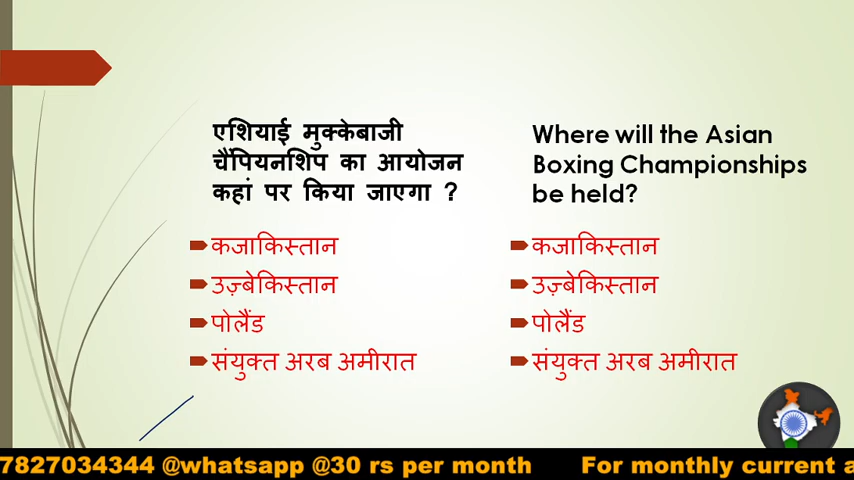 एशियाई मुक्केबाजी
चैंपियनशिप का आयोजन
कहां पर किया जाएगा ?
कजाकिस्तान
उज़्बेकिस्तान
पोलैंड
संयुक्त अरब अमीरात
Where will the Asian
Boxing Championships
be held?
कजाकिस्तान
उज़्बेकिस्तान
पोलैंड
संयुक्त अरब अमीरात
7827034344 @whatsapp @30 rs per month For monthly current a